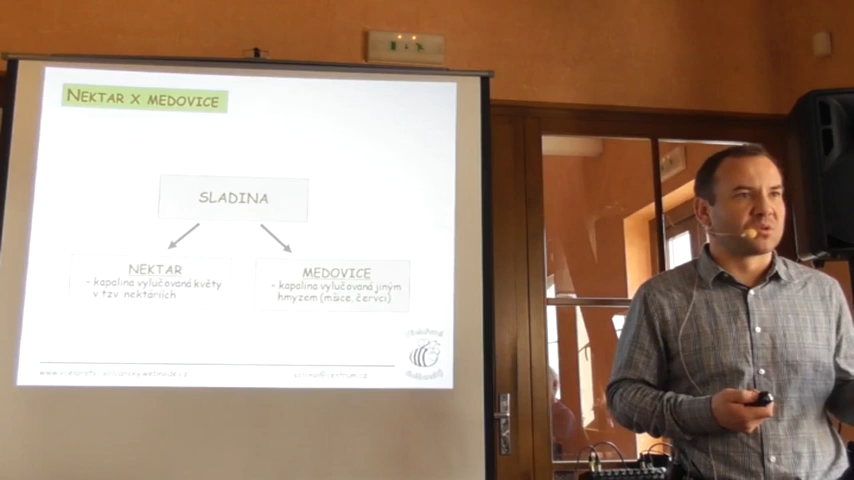 NEKTAR X MEDOVICE
SLADINA
NEKTAR
- kapalina vylučovaná květy
v tzv. nektáriích
MEDOVICE
- kapalina vylučovaná jiným
hmyzem (mšice, červci)